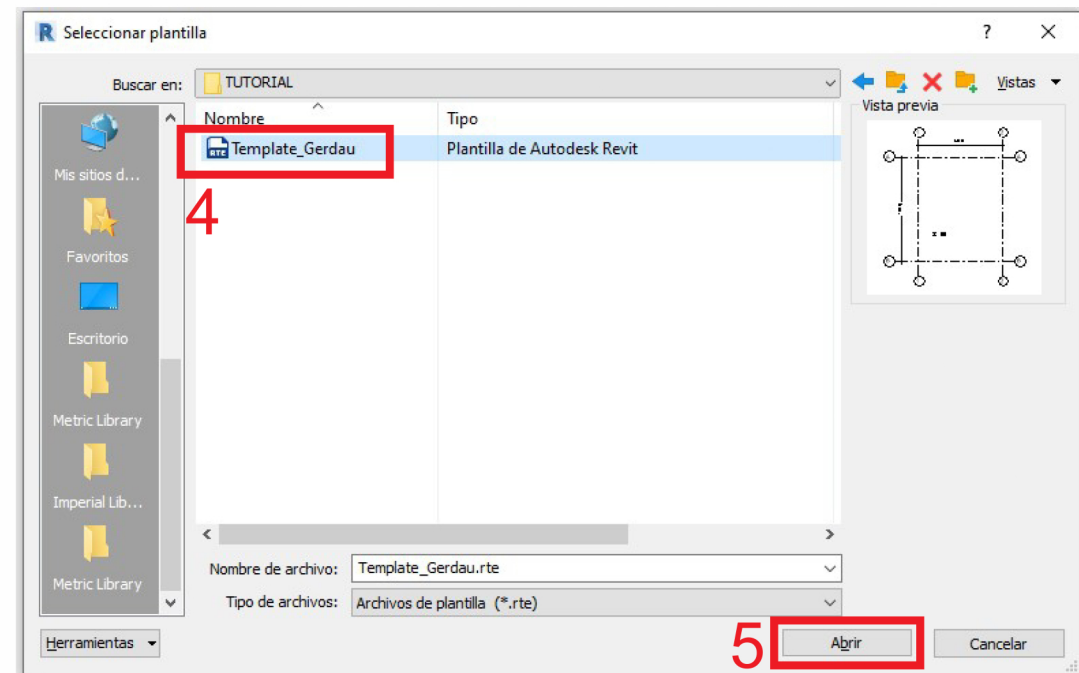 R Seleccionar plantilla ?
Buscar en: TUTORIAL Vistas
Nombre Tipo Vista previa
RTE Template_Gerdau Plantilla de Autodesk Revit
4
Mis sitios d...
Favoritos
Escritorio
Metric Library
Imperial Lib...
Metric Library
Nombre de archivo: Template_Gerdau.rte
Tipo de archivos: Archivos de plantilla (*.rte)
Herramientas 5 Abrir Cancelar